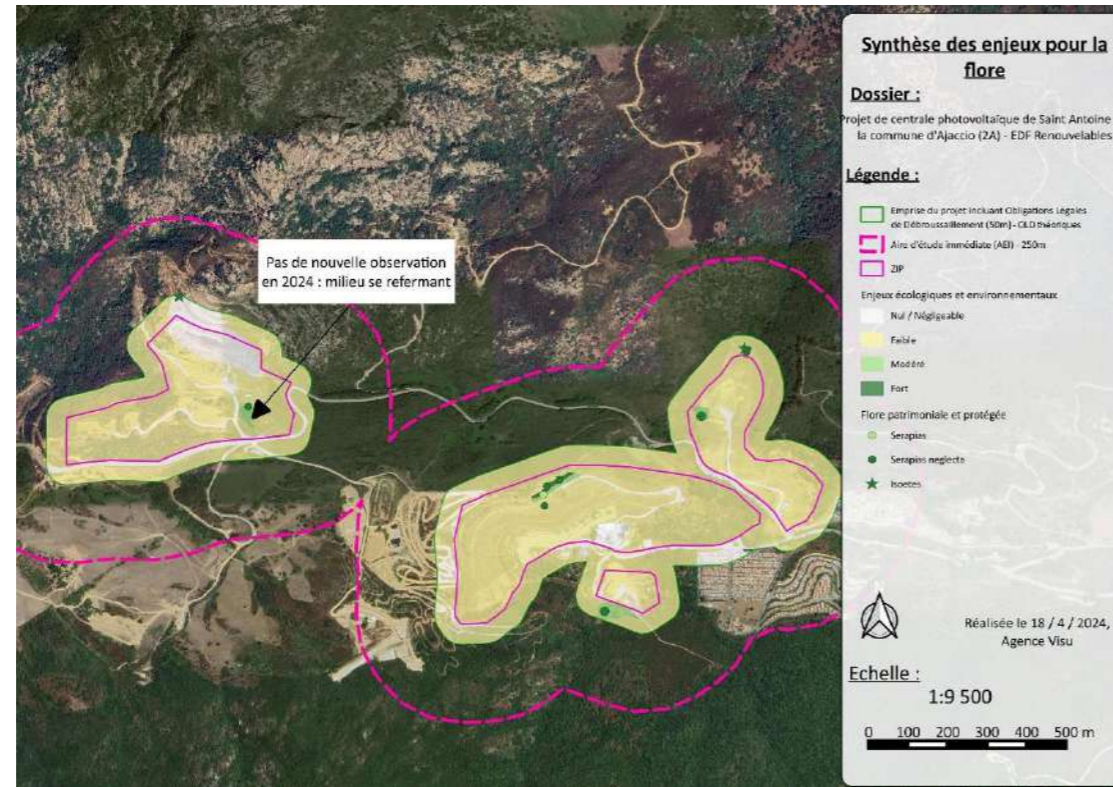 Pas de nouvelle observation
en 2024 : milieu se refermant
Synthèse des enjeux pour la
flore
Dossier :
Projet de centrale photovoltaïque de Saint Antoine
la commune d'Ajaccio (2A) - EDF Renouvelables
Légende :
Emprise du projet incluant Obligations Légales
de Débroussaillement (50m) - OLD théoriques
Aire d'étude immédiate (AEI) - 250m
ZIP
Enjeux écologiques et environnementaux
Nul / Négligeable
Faible
Modéré
Fort
Flore patrimoniale et protégée
Serapias
Serapias neglecta
Isoetes
Réalisée le 18 / 4 / 2024,
Agence Visu
Echelle :
1:9 500
0 100 200 300 400 500 m